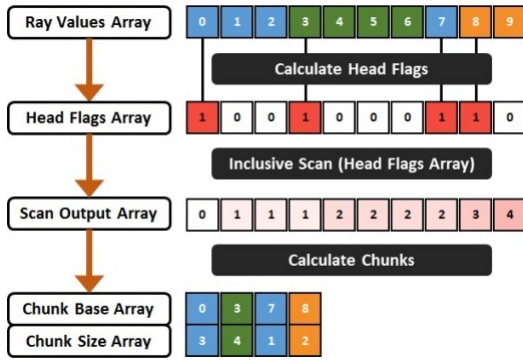 Ray Values Array 0 1 2 3 4 5 6 7 8 9
Calculate Head Flags
Head Flags Array 1 0 0 1 0 0 0 1 1 0
Inclusive Scan (Head Flags Array)
Scan Output Array 0 1 1 1 2 2 2 2 3 4
Calculate Chunks
Chunk Base Array 0 3 7 8
Chunk Size Array 3 4 1 2